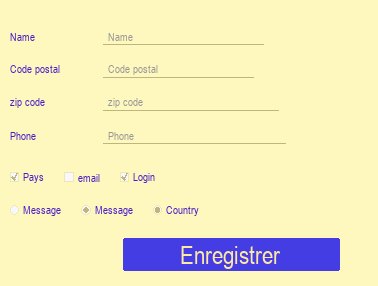 Name Name
Code postal Code postal
zip code zip code
Phone Phone
Pays email Login
Message Message Country
Enregistrer